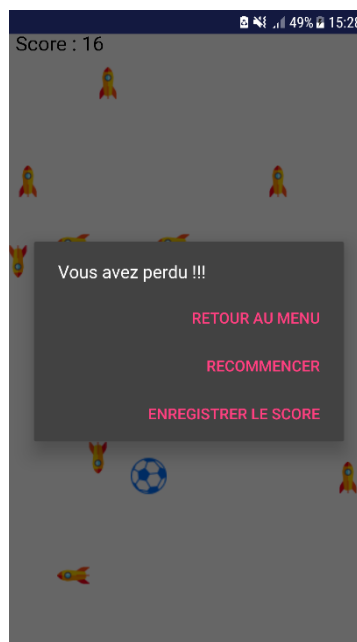 49% 15:28
Score : 16
Vous avez perdu !!!
RETOUR AU MENU
RECOMMENCER
ENREGISTRER LE SCORE